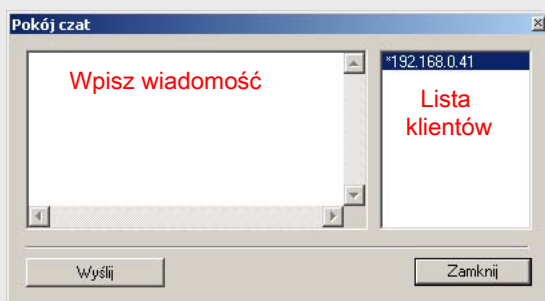 Pokój czat
Wpisz wiadomość
*192.168.0.41
Lista
klientów
Wyślij
Zamknij